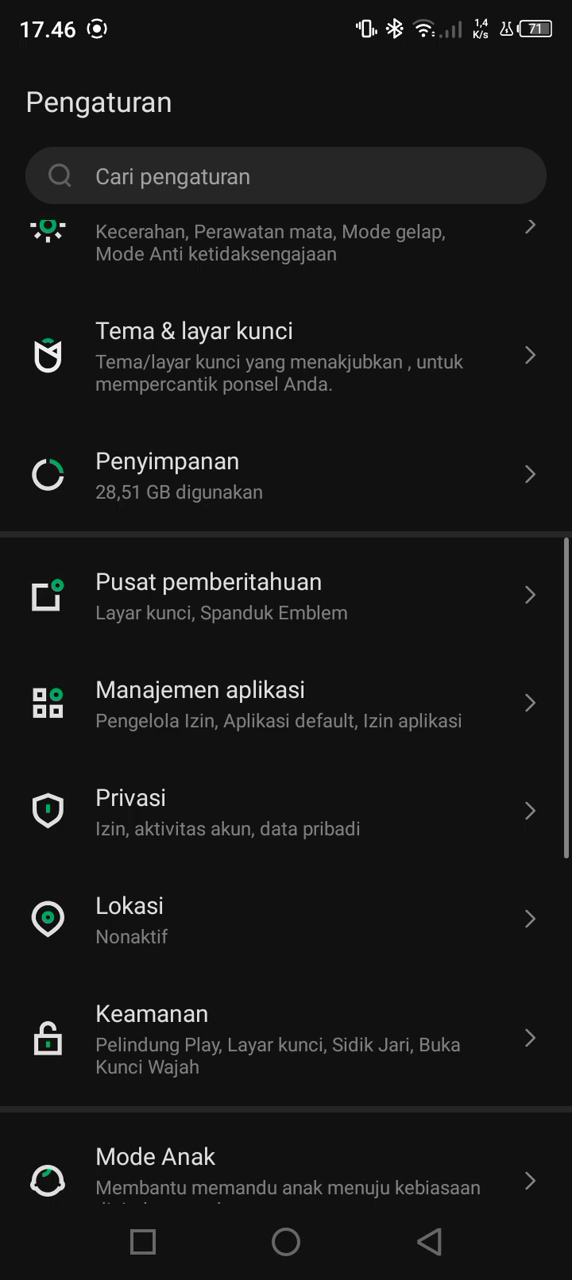 17.46
1,4
K/s
71
Pengaturan
Cari pengaturan
Kecerahan, Perawatan mata, Mode gelap,
Mode Anti ketidaksengajaan
Tema & layar kunci
Tema/layar kunci yang menakjubkan , untuk
mempercantik ponsel Anda.
Penyimpanan
28,51 GB digunakan
Pusat pemberitahuan
Layar kunci, Spanduk Emblem
Manajemen aplikasi
Pengelola Izin, Aplikasi default, Izin aplikasi
Privasi
Izin, aktivitas akun, data pribadi
Lokasi
Nonaktif
Keamanan
Pelindung Play, Layar kunci, Sidik Jari, Buka
Kunci Wajah
Mode Anak
Membantu memandu anak menuju kebiasaan